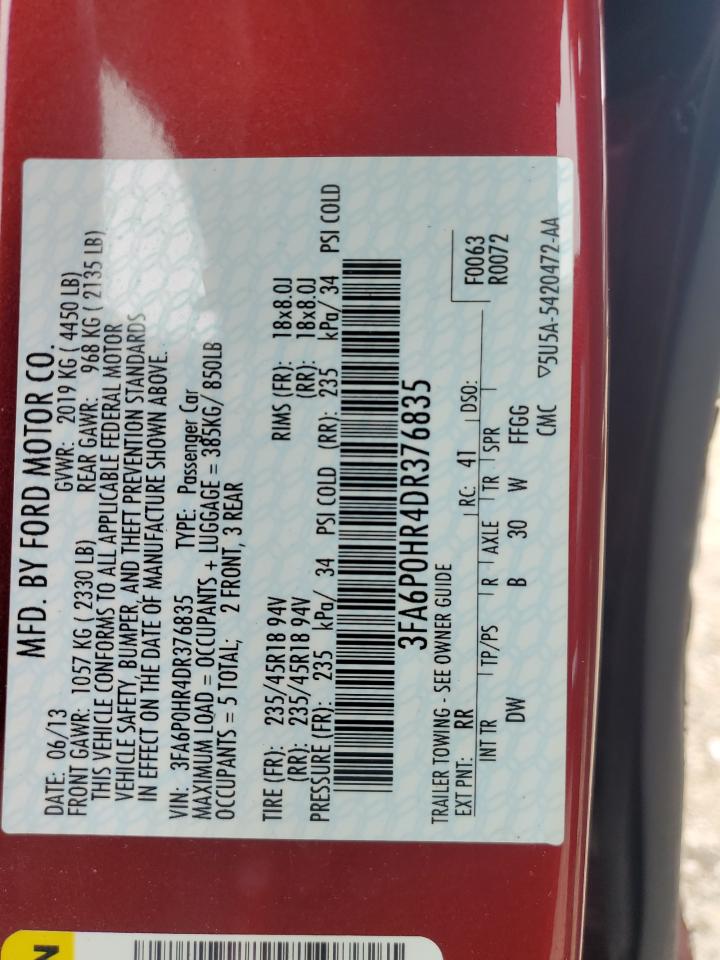 MFD. BY FORD MOTOR CO.
DATE: 06/13 GVWR: 2019 KG ( 4450 LB)
FRONT GAWR: 1057 KG ( 2330 LB) REAR GAWR: 968 KG ( 2135 LB)
THIS VEHICLE CONFORMS TO ALL APPLICABLE FEDERAL MOTOR
VEHICLE SAFETY, BUMPER, AND THEFT PREVENTION STANDARDS
IN EFFECT ON THE DATE OF MANUFACTURE SHOWN ABOVE.
VIN: 3FA6P0HR4DR376835 TYPE: Passenger Car
MAXIMUM LOAD = OCCUPANTS + LUGGAGE = 385KG/ 850LB
OCCUPANTS = 5 TOTAL; 2 FRONT, 3 REAR
TIRE (FR): 235/45R18 94V RIMS (FR): 18x8.0J
(RR): 235/45R18 94V (RR): 18x8.0J
PRESSURE (FR): 235 kPa/ 34 PSI COLD (RR): 235 kPa/ 34 PSI COLD
3FA6P0HR4DR376835
TRAILER TOWING - SEE OWNER GUIDE F0063
EXT PNT: RR RC: 41 DSO: R0072
INT TR TP/PS R AXLE TR SPR
DW B 30 W FFGG
CMC ▽5U5A-5420472-AA
N